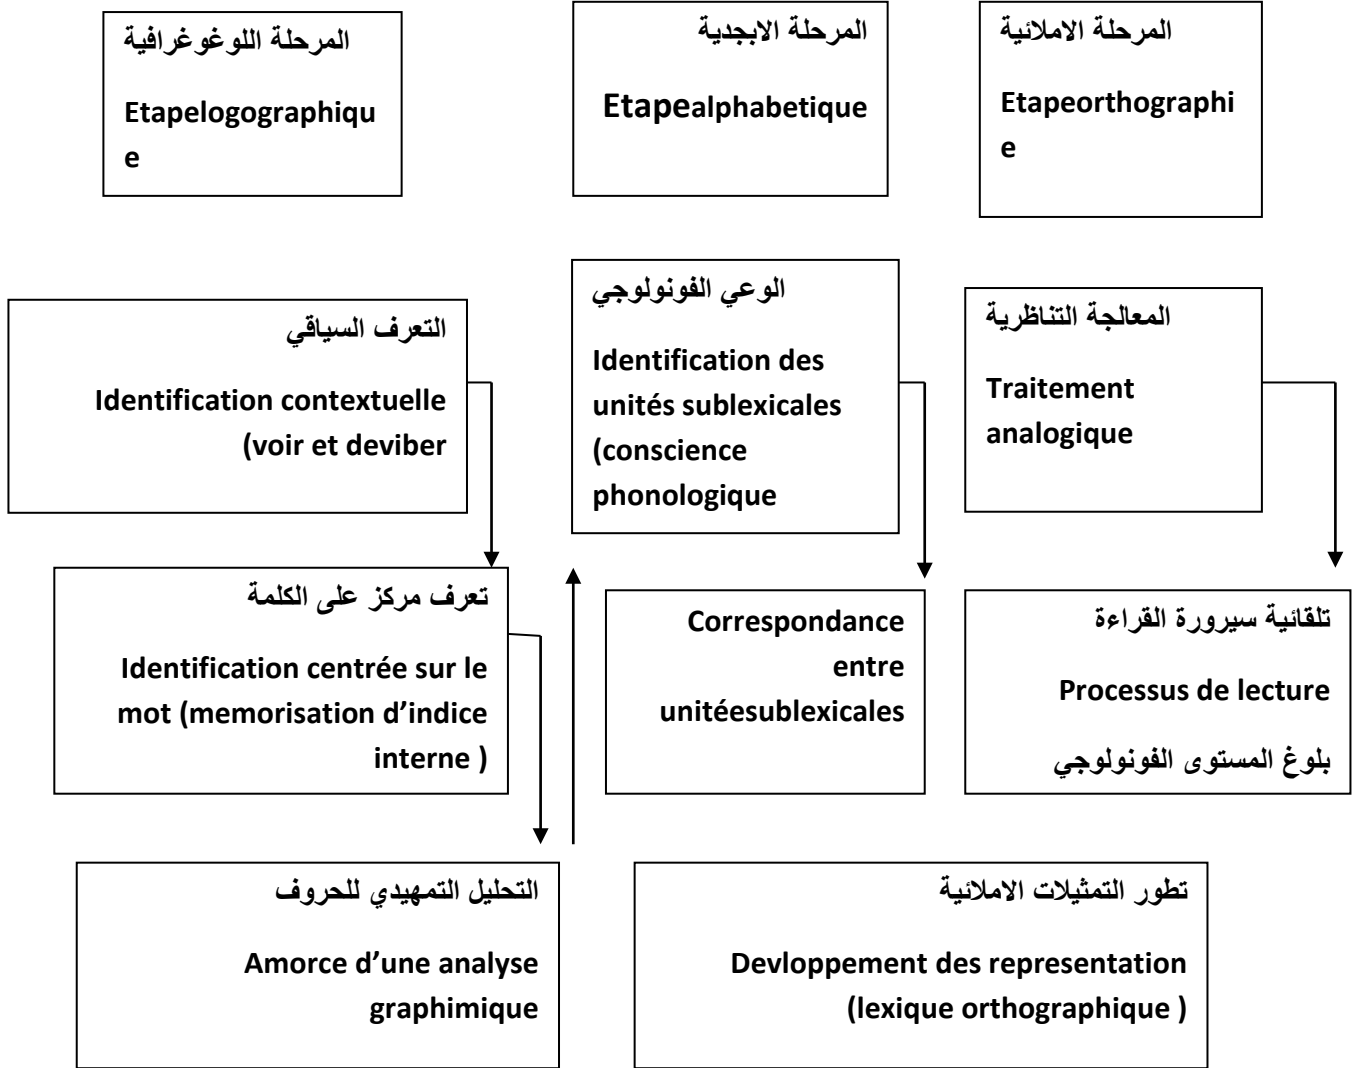 المرحلة اللوغوغرافية
Etapelogographiqu
e
المرحلة الابجدية
Etapealphabetique
المرحلة الاملائية
Etapeorthographi
e
التعرف السياقي
Identification contextuelle
(voir et deviber
الوعي الفونولوجي
Identification des
unités sublexicales
(conscience
phonologique
المعالجة التناظرية
Traitement
analogique
تعرف مركز على الكلمة
Identification centrée sur le
mot (memorisation d’indice
interne )
Correspondance
entre
unitéesublexicales
تلقائية سيرورة القراءة
Processus de lecture
بلوغ المستوى الفونولوجي
التحليل التمهيدي للحروف
Amorce d’une analyse
graphimique
تطور التمثيلات الاملائية
Devloppement des representation
(lexique orthographique )